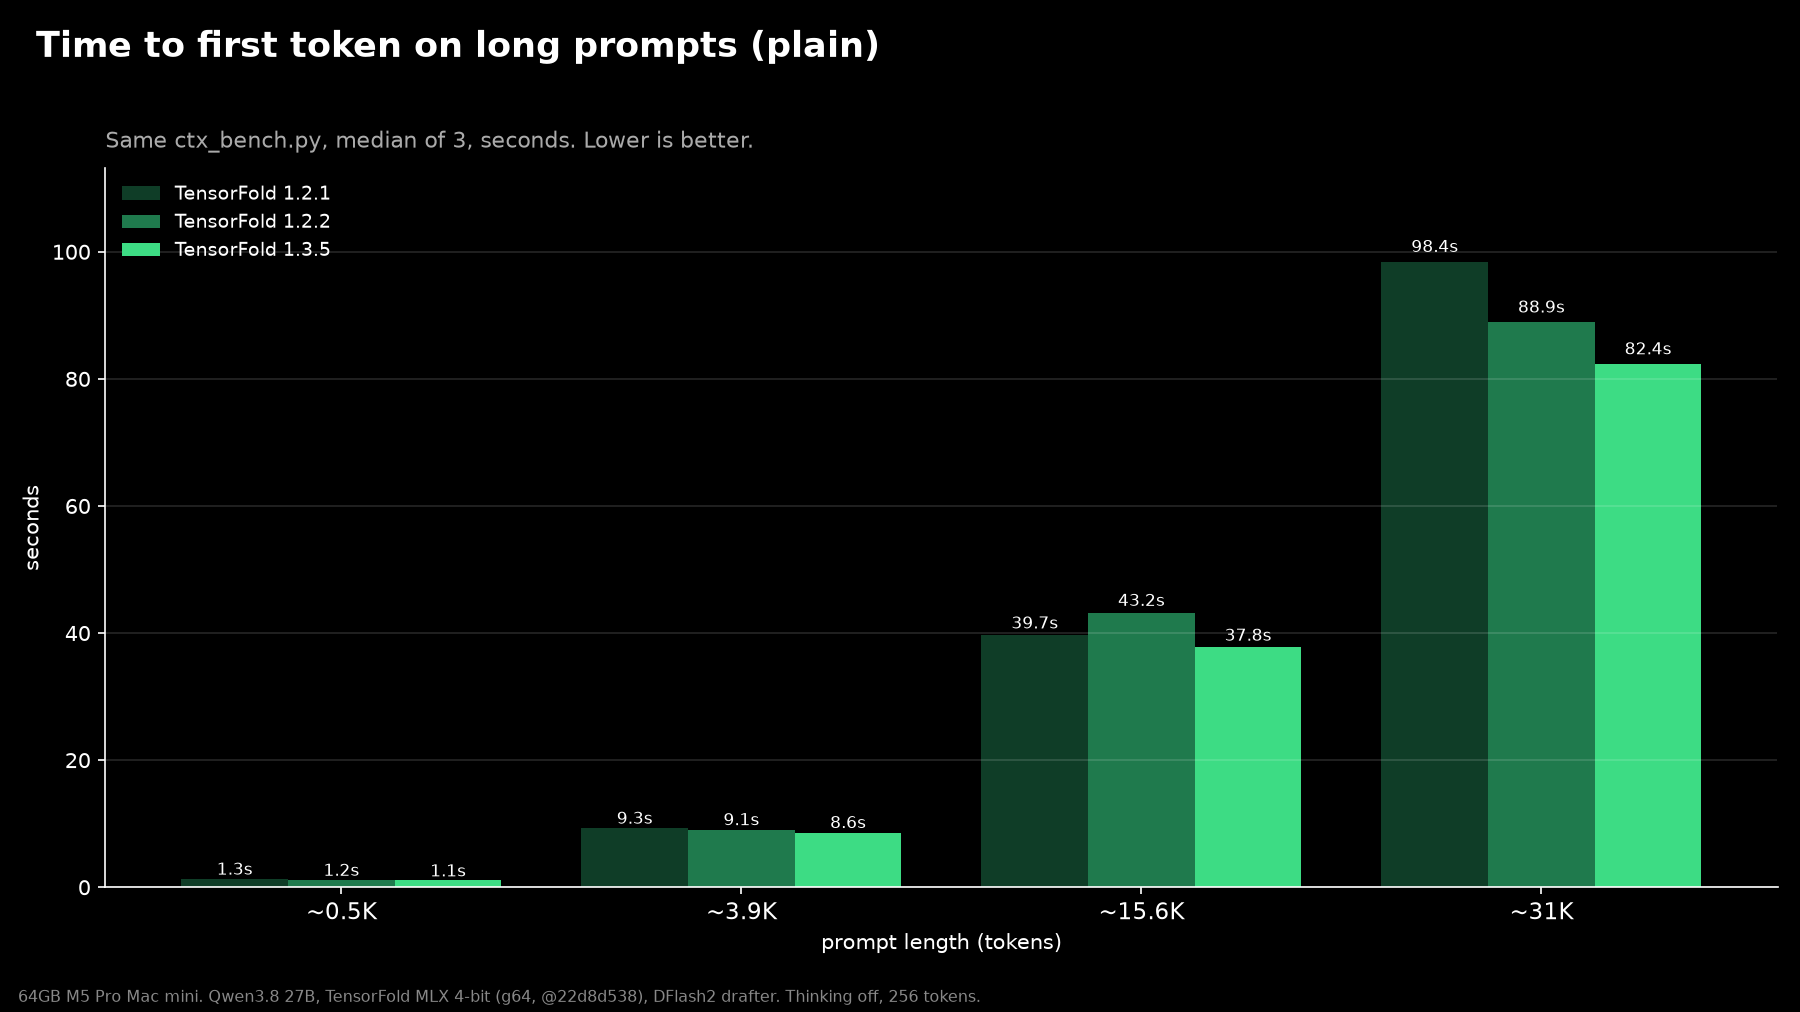 Time to first token on long prompts (plain)
Same ctx_bench.py, median of 3, seconds. Lower is better.
TensorFold 1.2.1
TensorFold 1.2.2
TensorFold 1.3.5
seconds
100
80
60
40
20
0
1.3s
1.2s
1.1s
9.3s
9.1s
8.6s
39.7s
43.2s
37.8s
98.4s
88.9s
82.4s
~0.5K
~3.9K
~15.6K
~31K
prompt length (tokens)
64GB M5 Pro Mac mini. Qwen3.8 27B, TensorFold MLX 4-bit (g64, @22d8d538), DFlash2 drafter. Thinking off, 256 tokens.